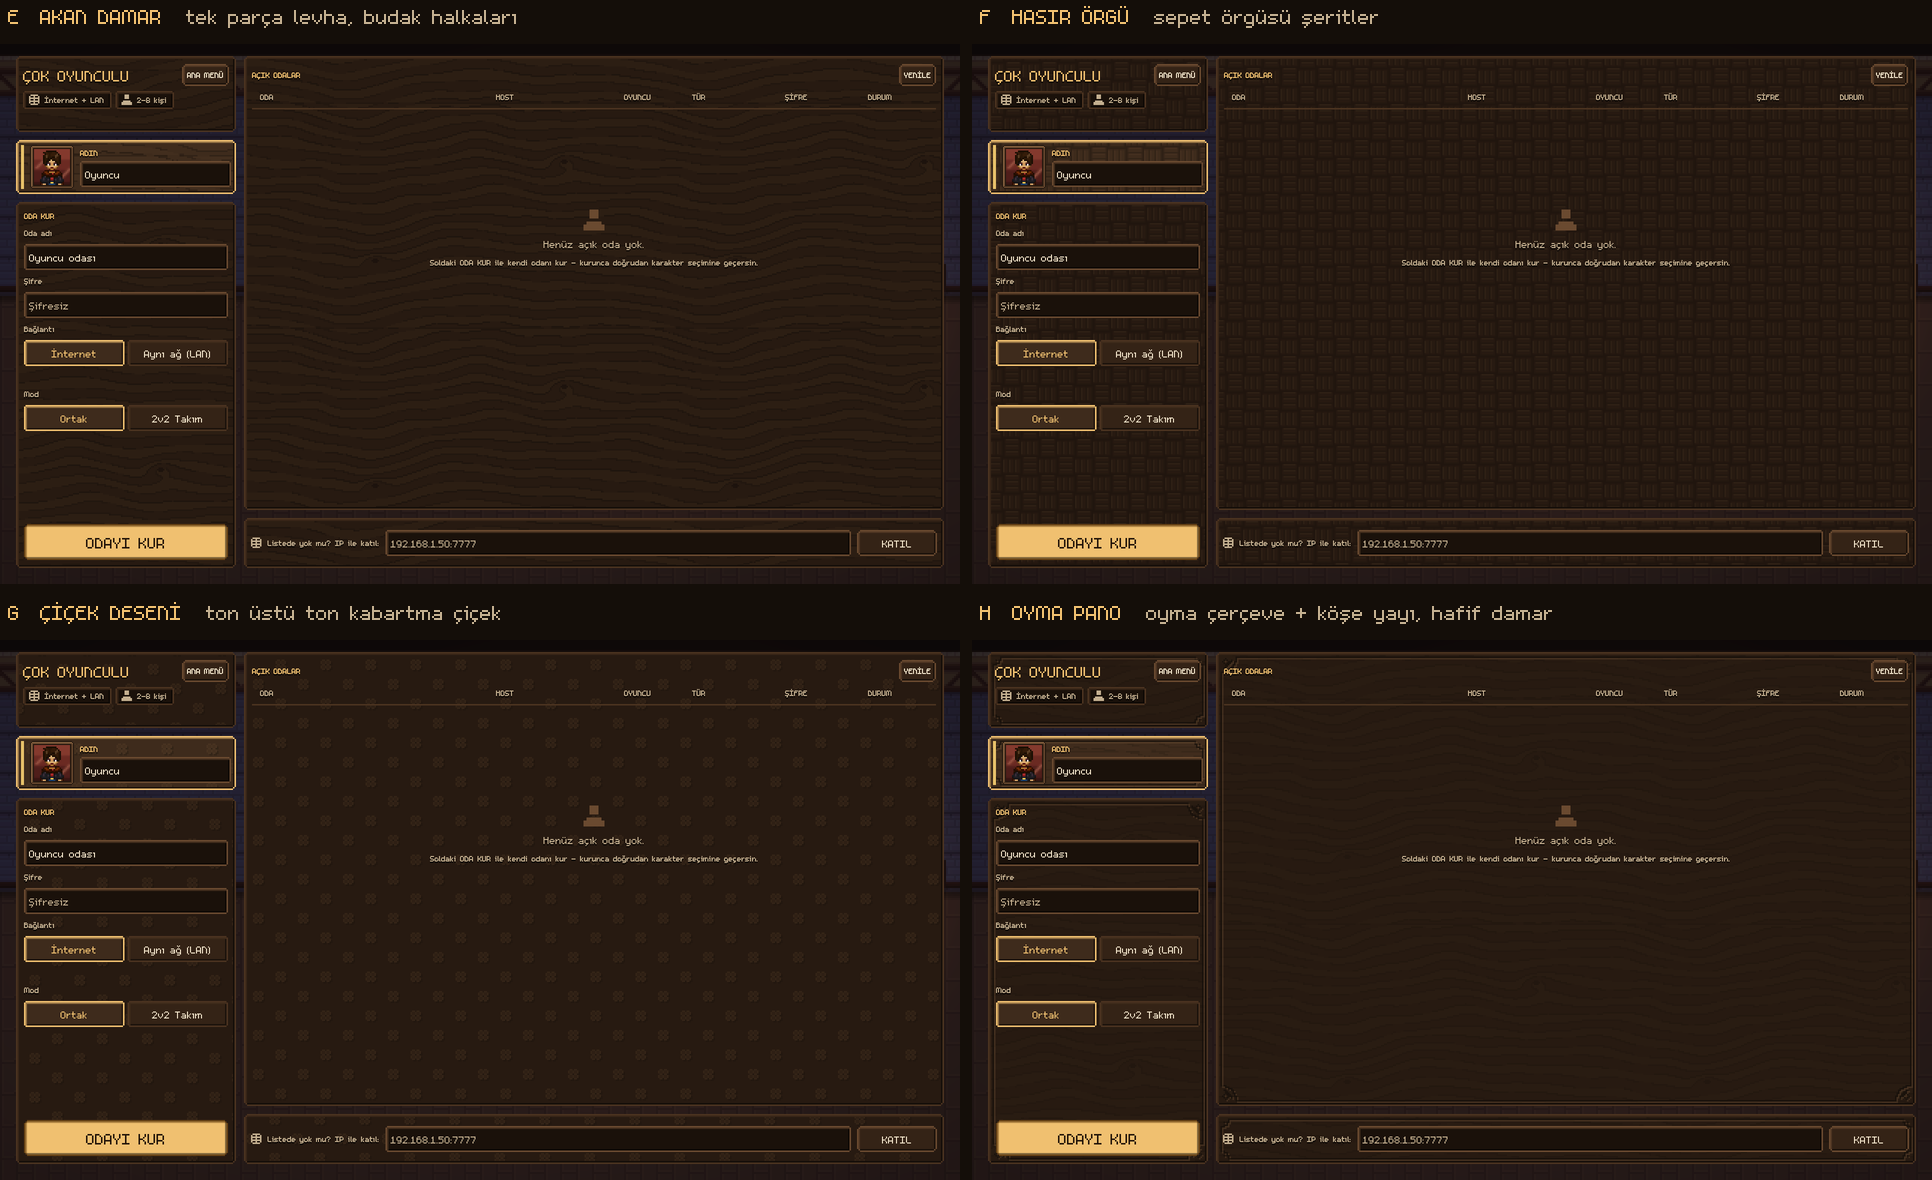 E AKAN DAMAR tek parça levha, budak halkaları
ÇOK OYUNCULU
ANA MENÜ
İnternet + LAN
2-8 kişi
ADIN
Oyuncu
ODA KUR
Oda adı
Oyuncu odası
Şifre
Şifresiz
Bağlantı
İnternet
Aynı ağ (LAN)
Mod
Ortak
2v2 Takım
ODAYI KUR
AÇIK ODALAR
YENİLE
ODA HOST OYUNCU TÜR ŞİFRE DURUM
Henüz açık oda yok.
Soldaki ODA KUR ile kendi odanı kur - kurunca doğrudan karakter seçimine geçersin.
Listede yok mu? IP ile katıl:
192.168.1.50:7777
KATIL
F HASIR ÖRGÜ sepet örgüsü şeritler
ÇOK OYUNCULU
ANA MENÜ
İnternet + LAN
2-8 kişi
ADIN
Oyuncu
ODA KUR
Oda adı
Oyuncu odası
Şifre
Şifresiz
Bağlantı
İnternet
Aynı ağ (LAN)
Mod
Ortak
2v2 Takım
ODAYI KUR
AÇIK ODALAR
YENİLE
ODA HOST OYUNCU TÜR ŞİFRE DURUM
Henüz açık oda yok.
Soldaki ODA KUR ile kendi odanı kur - kurunca doğrudan karakter seçimine geçersin.
Listede yok mu? IP ile katıl:
192.168.1.50:7777
KATIL
G ÇİÇEK DESENİ ton üstü ton kabartma çiçek
ÇOK OYUNCULU
ANA MENÜ
İnternet + LAN
2-8 kişi
ADIN
Oyuncu
ODA KUR
Oda adı
Oyuncu odası
Şifre
Şifresiz
Bağlantı
İnternet
Aynı ağ (LAN)
Mod
Ortak
2v2 Takım
ODAYI KUR
AÇIK ODALAR
YENİLE
ODA HOST OYUNCU TÜR ŞİFRE DURUM
Henüz açık oda yok.
Soldaki ODA KUR ile kendi odanı kur - kurunca doğrudan karakter seçimine geçersin.
Listede yok mu? IP ile katıl:
192.168.1.50:7777
KATIL
H OYMA PANO oyma çerçeve + köşe yayı, hafif damar
ÇOK OYUNCULU
ANA MENÜ
İnternet + LAN
2-8 kişi
ADIN
Oyuncu
ODA KUR
Oda adı
Oyuncu odası
Şifre
Şifresiz
Bağlantı
İnternet
Aynı ağ (LAN)
Mod
Ortak
2v2 Takım
ODAYI KUR
AÇIK ODALAR
YENİLE
ODA HOST OYUNCU TÜR ŞİFRE DURUM
Henüz açık oda yok.
Soldaki ODA KUR ile kendi odanı kur - kurunca doğrudan karakter seçimine geçersin.
Listede yok mu? IP ile katıl:
192.168.1.50:7777
KATIL